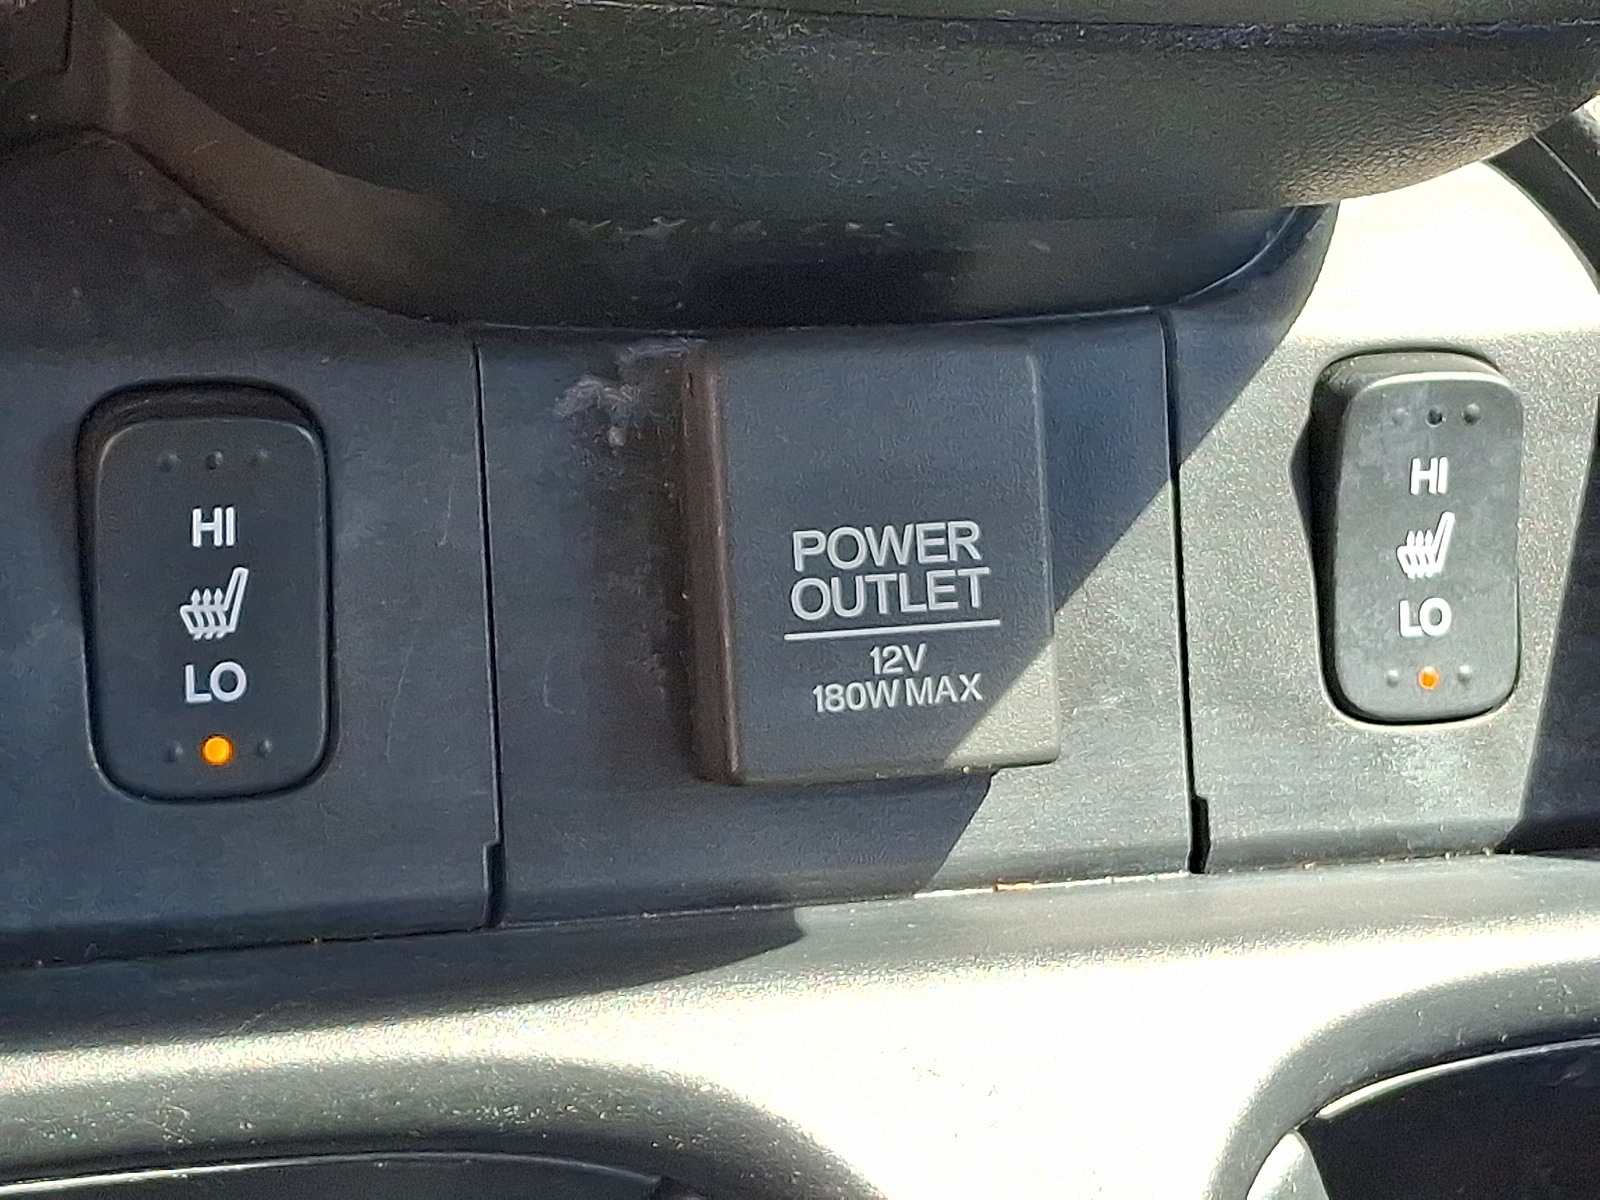 HI
LO
POWER
OUTLET
12V
180W MAX
HI
LO